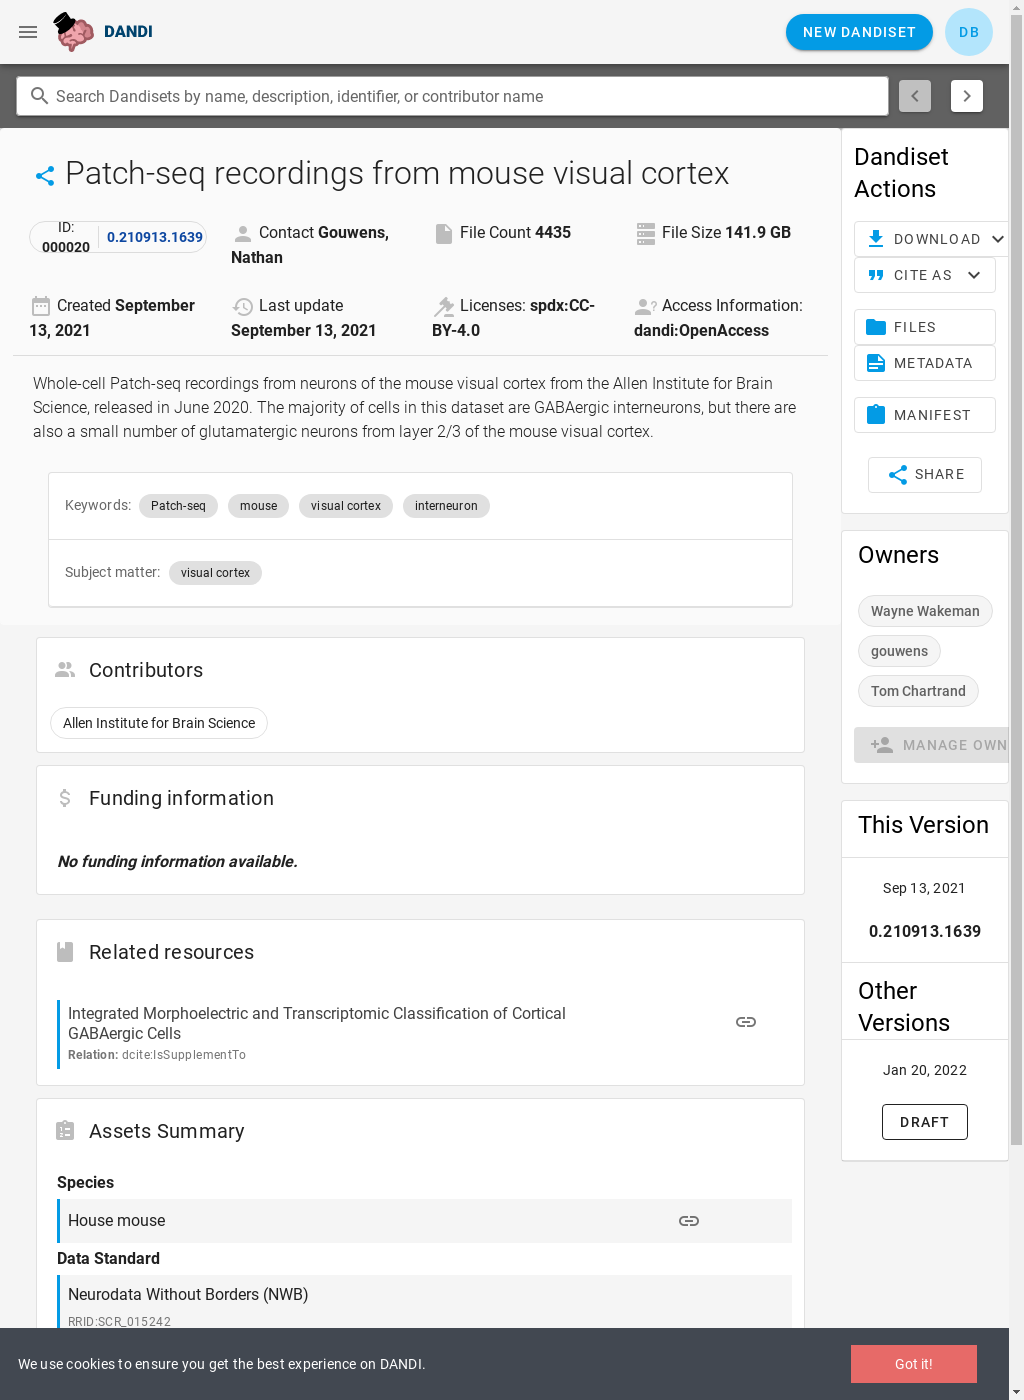 DANDI
NEW DANDISET
DB
Search Dandisets by name, description, identifier, or contributor name
Patch-seq recordings from mouse visual cortex
ID:
000020
0.210913.1639
Contact Gouwens,
Nathan
File Count 4435
File Size 141.9 GB
Created September
13, 2021
Last update
September 13, 2021
Licenses: spdx:CC-
BY-4.0
Access Information:
dandi:OpenAccess
Whole-cell Patch-seq recordings from neurons of the mouse visual cortex from the Allen Institute for Brain
Science, released in June 2020. The majority of cells in this dataset are GABAergic interneurons, but there are
also a small number of glutamatergic neurons from layer 2/3 of the mouse visual cortex.
Keywords: Patch-seq mouse visual cortex interneuron
Subject matter: visual cortex
Contributors
Allen Institute for Brain Science
Funding information
No funding information available.
Related resources
Integrated Morphoelectric and Transcriptomic Classification of Cortical
GABAergic Cells
Relation: dcite:IsSupplementTo
Assets Summary
Species
House mouse
Data Standard
Neurodata Without Borders (NWB)
RRID:SCR_015242
Dandiset
Actions
DOWNLOAD
CITE AS
FILES
METADATA
MANIFEST
SHARE
Owners
Wayne Wakeman
gouwens
Tom Chartrand
MANAGE OWN
This Version
Sep 13, 2021
0.210913.1639
Other
Versions
Jan 20, 2022
DRAFT
We use cookies to ensure you get the best experience on DANDI.
Got it!